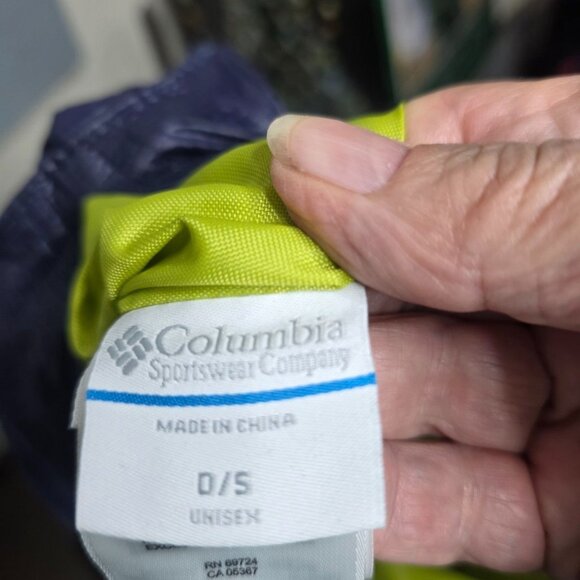 Columbia
Sportswear Company
MADE IN CHINA
O/S
UNISEX
RN 69724
CA 05367